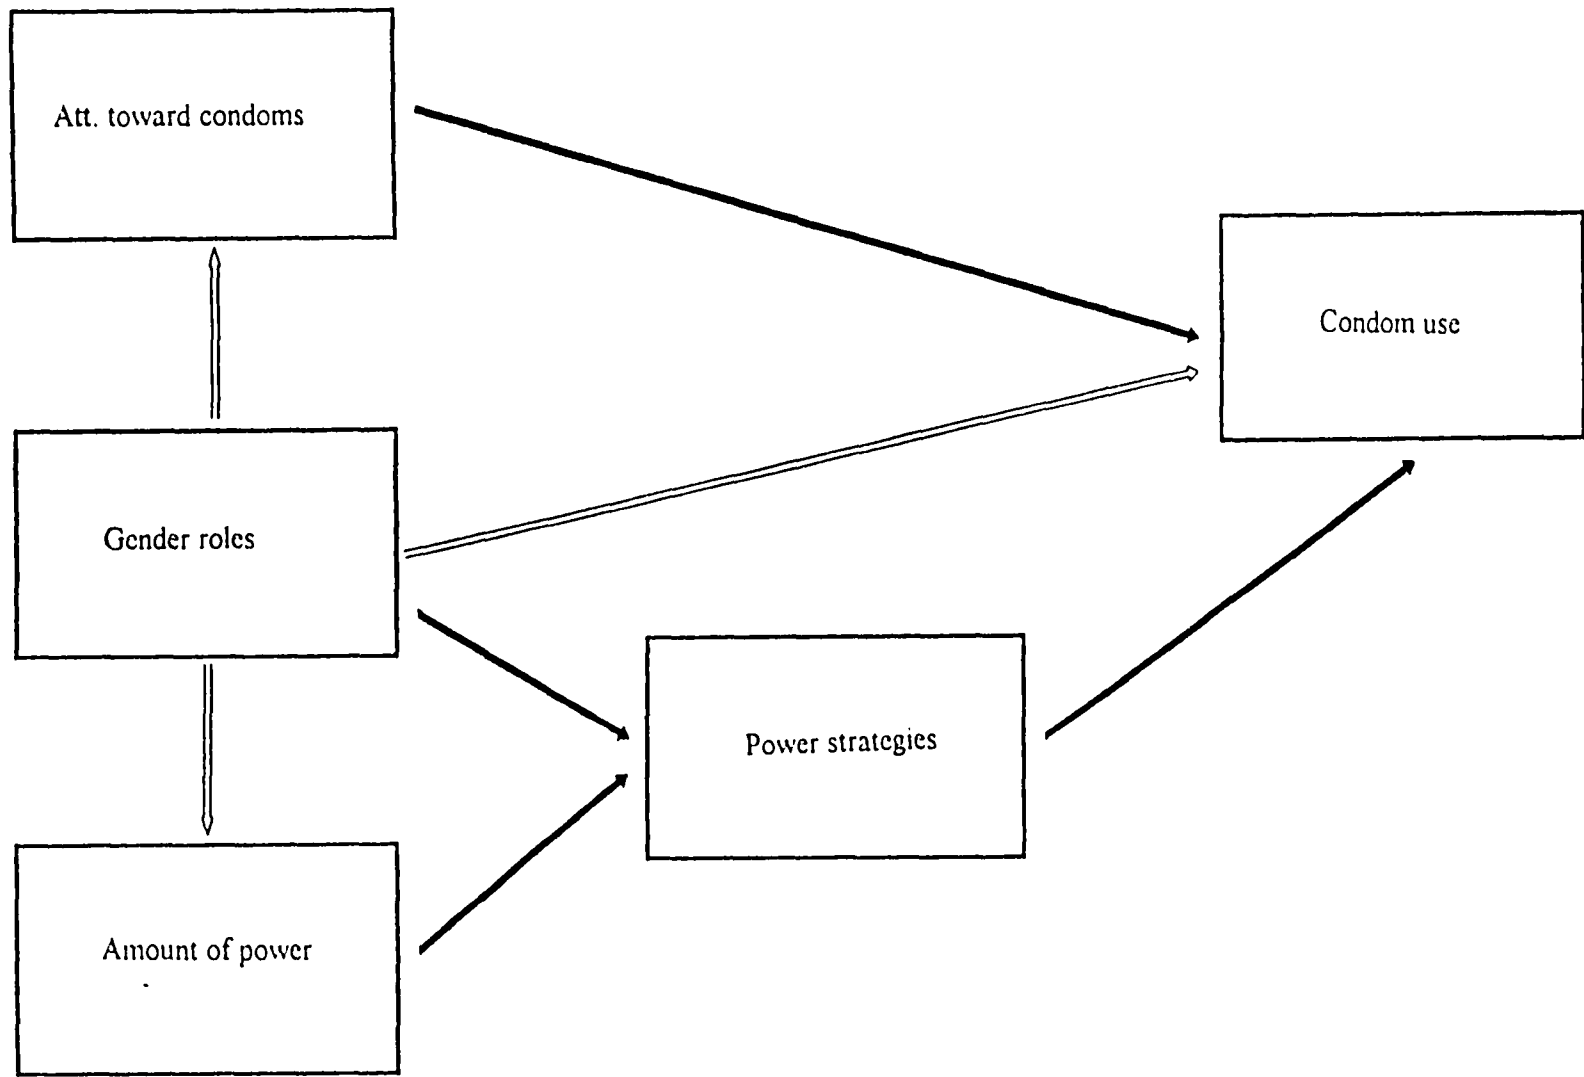 Att. toward condoms
Condom use
Gender roles
Power strategies
Amount of power